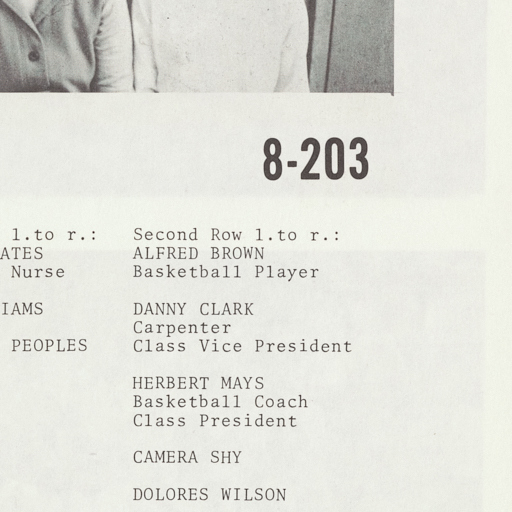 8-203
l.to r.:
ATES
Nurse
IAMS
PEOPLES
Second Row l.to r.:
ALFRED BROWN
Basketball Player
DANNY CLARK
Carpenter
Class Vice President
HERBERT MAYS
Basketball Coach
Class President
CAMERA SHY
DOLORES WILSON